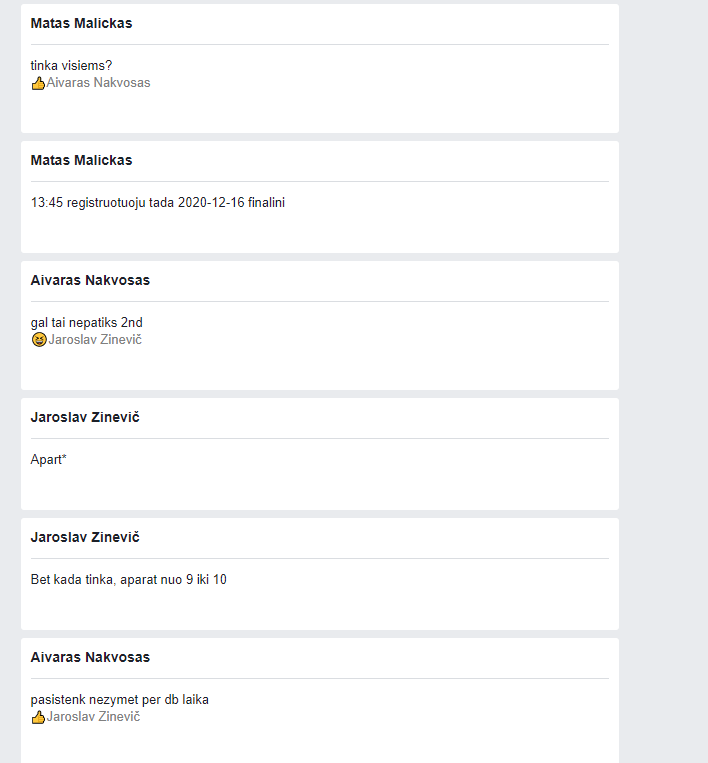 Matas Malickas
tinka visiems?
👍Aivaras Nakvosas
Matas Malickas
13:45 registruotuoju tada 2020-12-16 finalini
Aivaras Nakvosas
gal tai nepatiks 2nd
😆Jaroslav Zinevič
Jaroslav Zinevič
Apart*
Jaroslav Zinevič
Bet kada tinka, aparat nuo 9 iki 10
Aivaras Nakvosas
pasistenk nezymet per db laika
👍Jaroslav Zinevič